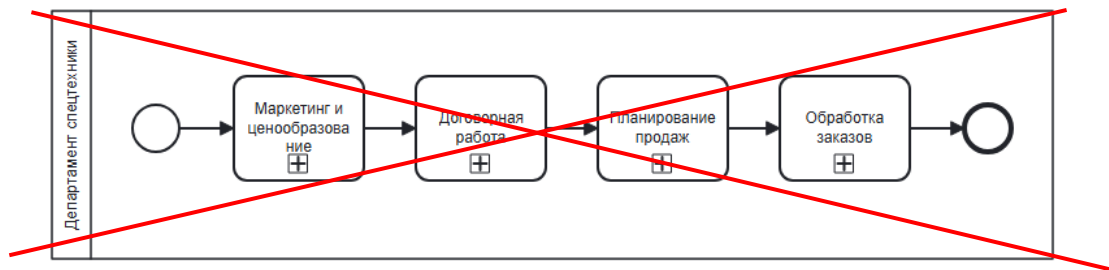 Департамент спецтехники
Маркетинг и
ценообразова
ние
Договорная
работа
Планирование
продаж
Обработка
заказов